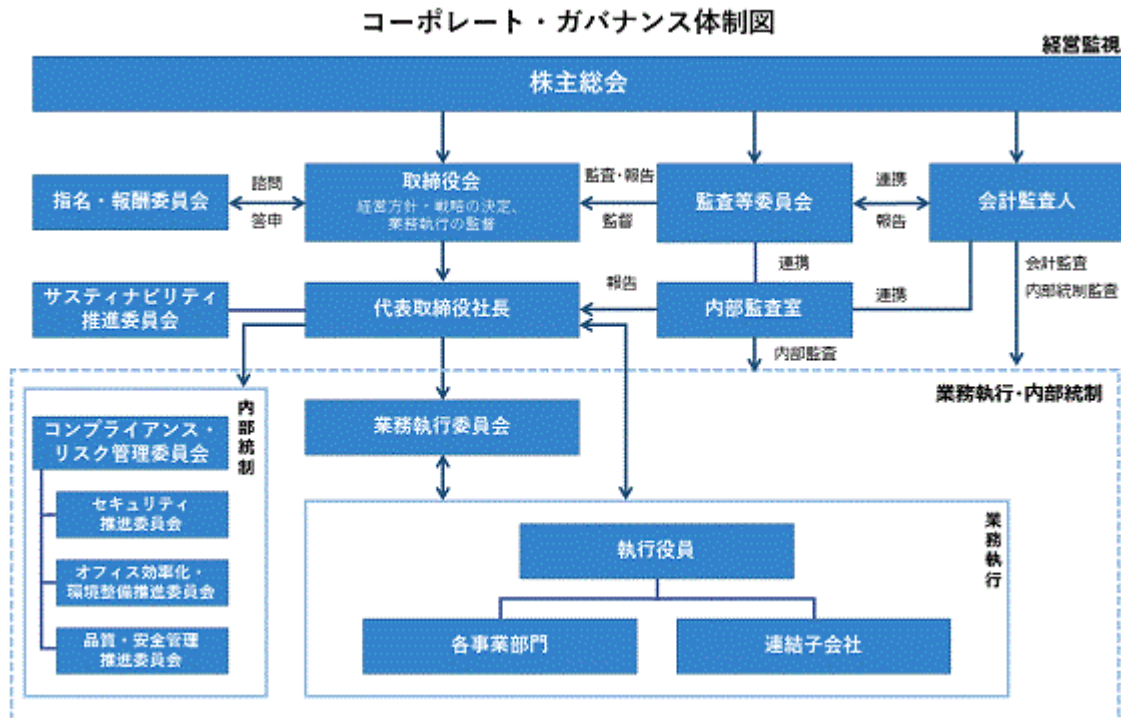 コーポレート・ガバナンス体制図
経営監視
株主総会
指名・報酬委員会
諮問
答申
取締役会
経営方針・戦略の決定、
業務執行の監督
監査・報告
監督
監査等委員会
連携
報告
会計監査人
サスティナビリティ
推進委員会
代表取締役社長
報告
連携
内部監査室
連携
会計監査
内部統制監査
内部監査
業務執行・内部統制
内部統制
コンプライアンス・
リスク管理委員会
セキュリティ
推進委員会
オフィス効率化・
環境整備推進委員会
品質・安全管理
推進委員会
業務執行委員会
業務執行
執行役員
各事業部門
連結子会社